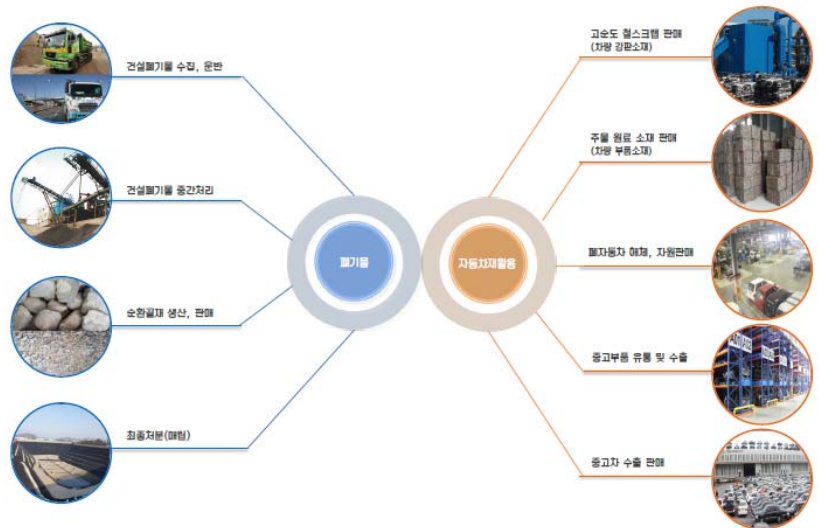 건설폐기물 수집, 운반
건설폐기물 중간처리
순환골재 생산, 판매
최종처분(매립)
폐기물
자동차재활용
고순도 철스크랩 판매
(차량 강판소재)
주물 원료 소재 판매
(차량 부품소재)
폐자동차 해체, 자원판매
중고부품 유통 및 수출
중고차 수출 판매